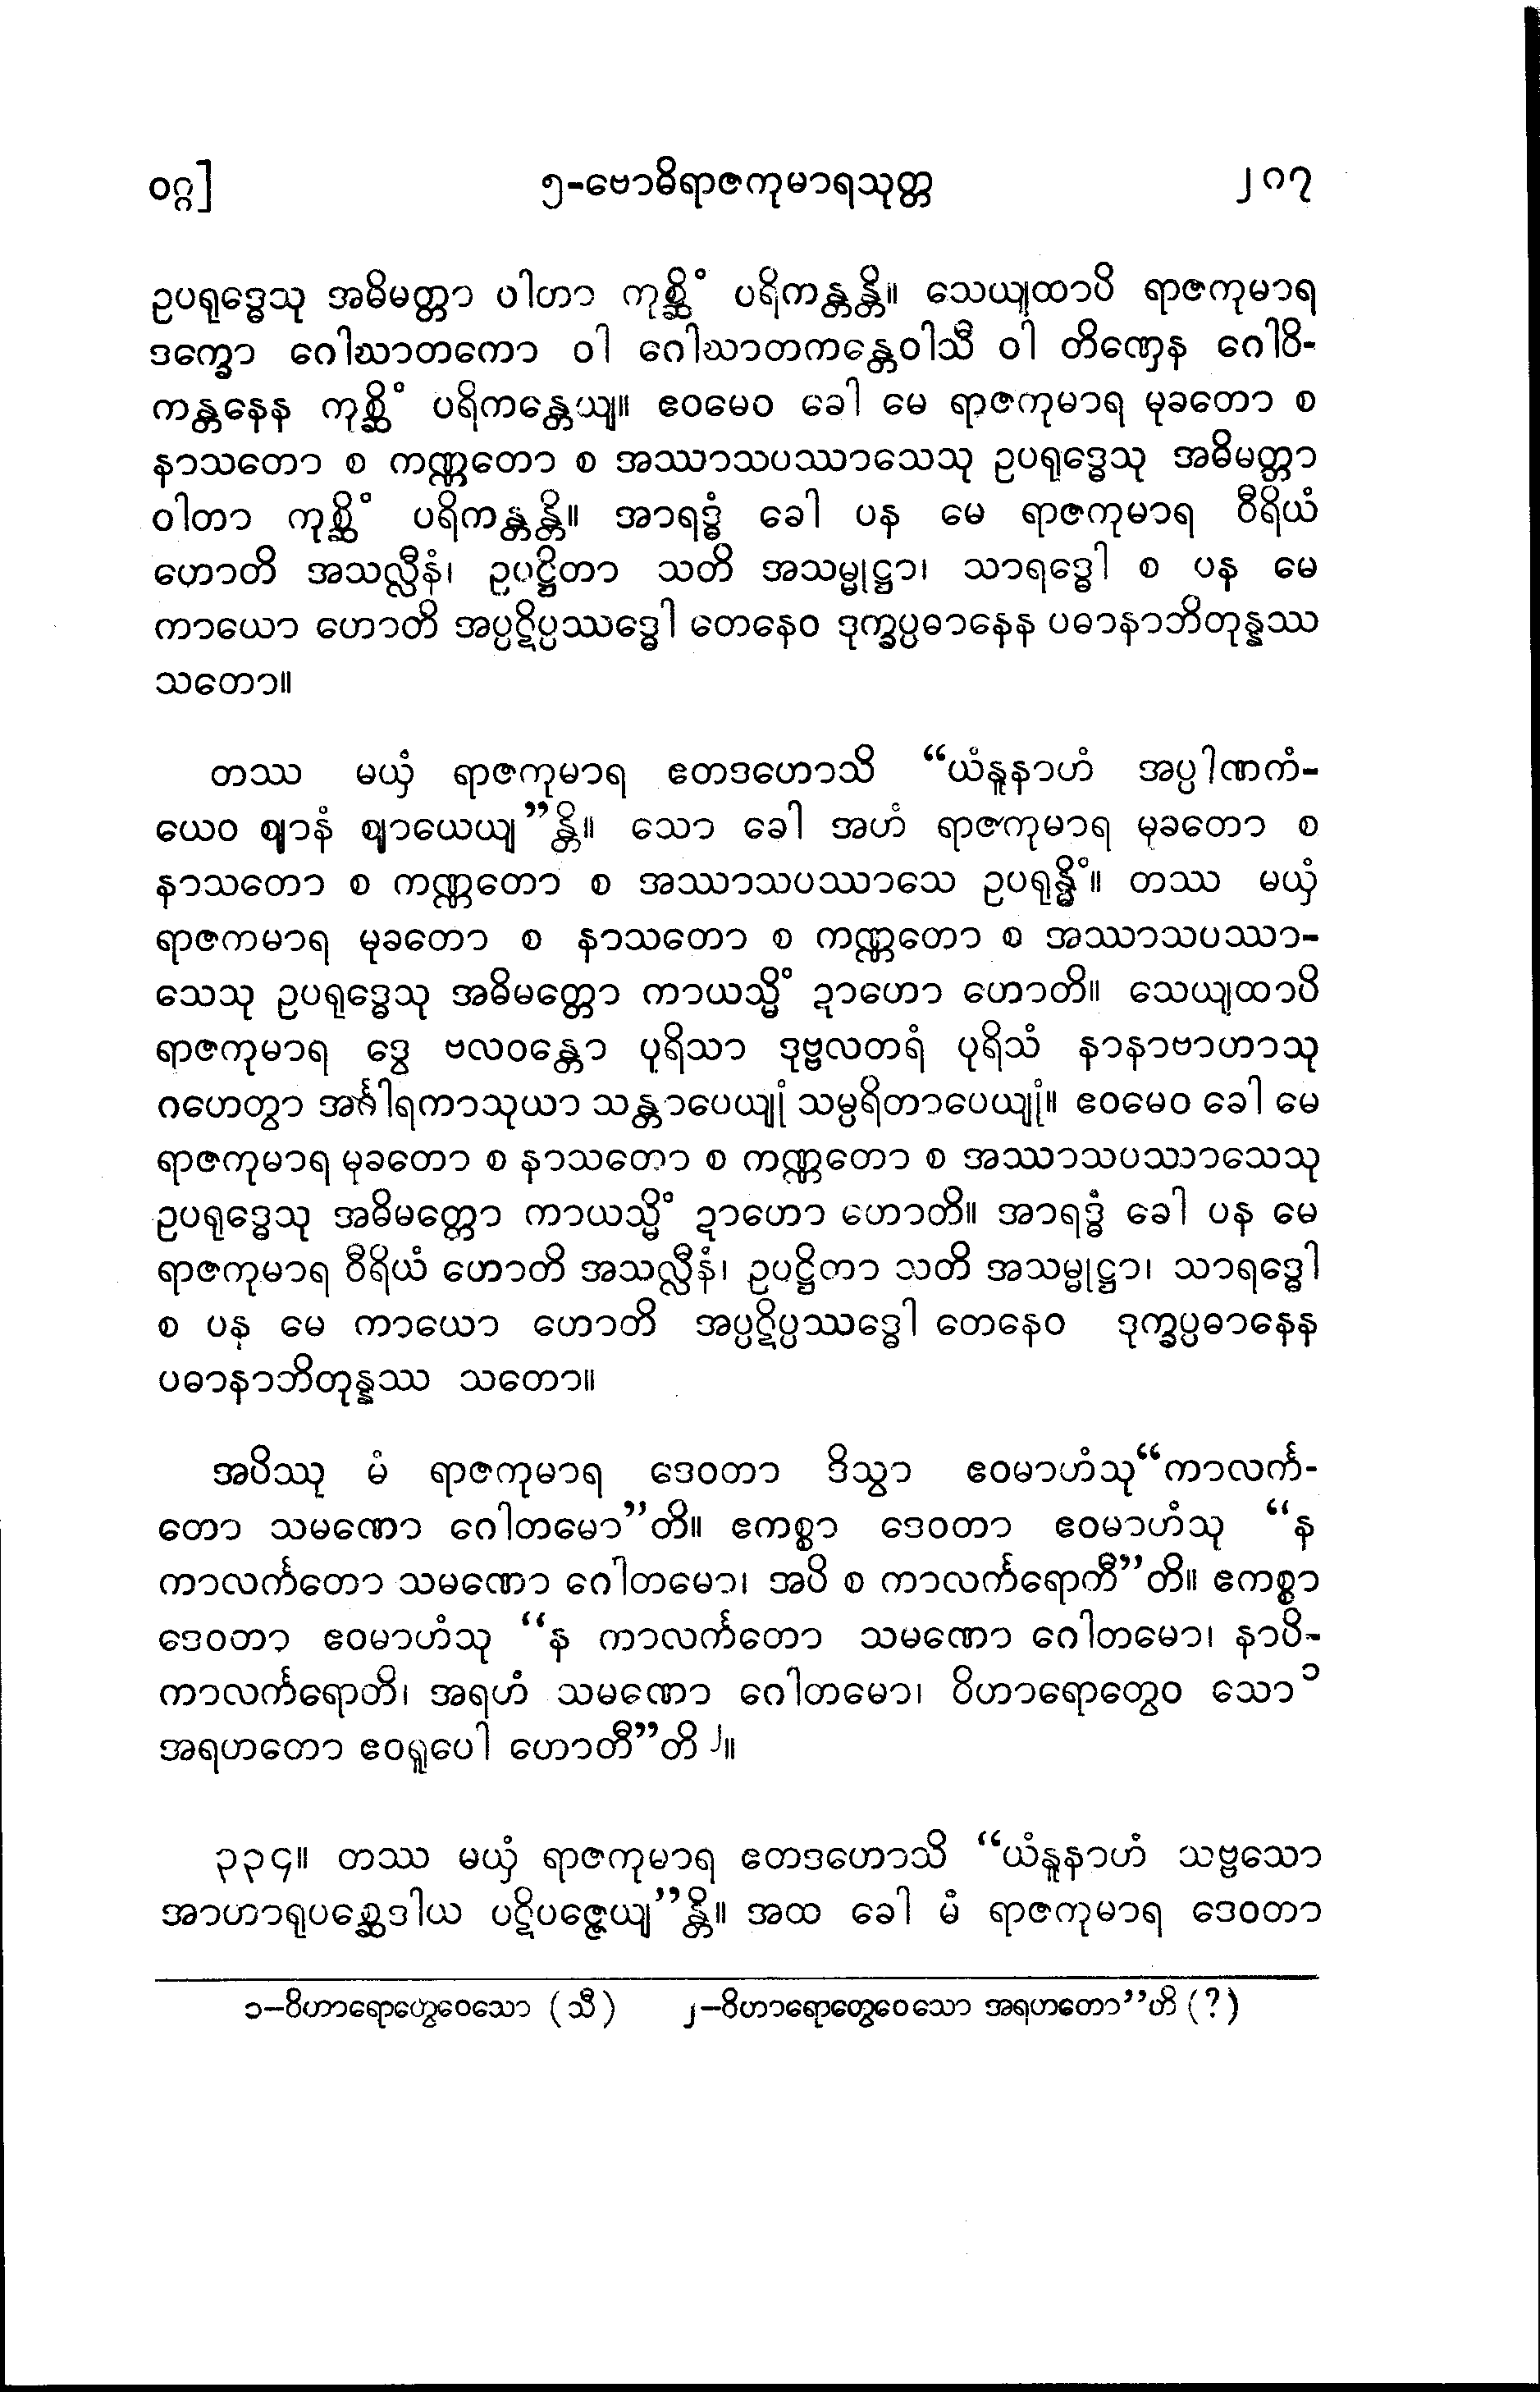 ဝဂ္ဂ] ၅-ဗောဓိရာဇကုမာရသုတ္တ ၂၀၇
ဥပရုဒ္ဓေသု အဓိမတ္တာ ဝါတာ ကုစ္ဆိံ ပရိကန္တန္တိ။ သေယျထာပိ ရာဇကုမာရ
ဒက္ခော ဂေါဃာတကော ဝါ ဂေါဃာတကန္တေဝါသီ ဝါ တိဏှေန ဂေါဝိ-
ကန္တနေန ကုစ္ဆိံ ပရိကန္တေယျ။ ဧဝမေဝ ခေါ မေ ရာဇကုမာရ မုခတော စ
နာသတော စ ကဏ္ဏတော စ အဿာသပဿာသေသု ဥပရုဒ္ဓေသု အဓိမတ္တာ
ဝါတာ ကုစ္ဆိံ ပရိကန္တန္တိ။ အာရဒ္ဓံ ခေါ ပန မေ ရာဇကုမာရ ဝီရိယံ
ဟောတိ အသလ္လီနံ၊ ဥပဋ္ဌိတာ သတိ အသမ္မုဋ္ဌာ၊ သာရဒ္ဓေါ စ ပန မေ
ကာယော ဟောတိ အပ္ပဋိပ္ပဿဒ္ဓေါ တေနေဝ ဒုက္ခပ္ပဓာနေန ပဓာနာဘိတုန္နဿ
သတော။
တဿ မယှံ ရာဇကုမာရ ဧတဒဟောသိ “ယံနူနာဟံ အပ္ပါဏကံ-
ယေဝ ဈာနံ ဈာယေယျ”န္တိ။ သော ခေါ အဟံ ရာဇကုမာရ မုခတော စ
နာသတော စ ကဏ္ဏတော စ အဿာသပဿာသေ ဥပရုန္ဓိံ။ တဿ မယှံ
ရာဇကမာရ မုခတော စ နာသတော စ ကဏ္ဏတော စ အဿာသပဿာ-
သေသု ဥပရုဒ္ဓေသု အဓိမတ္တော ကာယသ္မိံ ဍာဟော ဟောတိ။ သေယျထာပိ
ရာဇကုမာရ ဒွေ ဗလဝန္တော ပုရိသာ ဒုဗ္ဗလတရံ ပုရိသံ နာနာဗာဟာသု
ဂဟေတွာ အင်္ဂါရကာသုယာ သန္တာပေယျုံ သမ္ပရိတာပေယျုံ။ ဧဝမေဝ ခေါ မေ
ရာဇကုမာရ မုခတော စ နာသတော စ ကဏ္ဏတော စ အဿာသပဿာသေသု
ဥပရုဒ္ဓေသု အဓိမတ္တော ကာယသ္မိံ ဍာဟော ဟောတိ။ အာရဒ္ဓံ ခေါ ပန မေ
ရာဇကုမာရ ဝီရိယံ ဟောတိ အသလ္လီနံ၊ ဥပဋ္ဌိတာ သတိ အသမ္မုဋ္ဌာ၊ သာရဒ္ဓေါ
စ ပန မေ ကာယော ဟောတိ အပ္ပဋိပ္ပဿဒ္ဓေါ တေနေဝ ဒုက္ခပ္ပဓာနေန
ပဓာနာဘိတုန္နဿ သတော။
အပိဿု မံ ရာဇကုမာရ ဒေဝတာ ဒိသွာ ဧဝမာဟံသု“ကာလင်္က-
တော သမဏော ဂေါတမော”တိ။ ဧကစ္စာ ဒေဝတာ ဧဝမာဟံသု “န
ကာလင်္ကတော သမဏော ဂေါတမော၊ အပိ စ ကာလင်္ကရောတီ”တိ။ ဧကစ္စာ
ဒေဝတာ ဧဝမာဟံသု “န ကာလင်္ကတော သမဏော ဂေါတမော၊ နာပိ-
ကာလင်္ကရောတိ၊ အရဟံ သမဏော ဂေါတမော၊ ဝိဟာရောတွေဝ သော ၁
အရဟတော ဧဝရူပေါ ဟောတီ”တိ ၂။
၃၃၄။ တဿ မယှံ ရာဇကုမာရ ဧတဒဟောသိ “ယံနူနာဟံ သဗ္ဗသော
အာဟာရုပစ္ဆေဒါယ ပဋိပဇ္ဇေယျ”န္တိ။ အထ ခေါ မံ ရာဇကုမာရ ဒေဝတာ
၁–ဝိဟာရောတွေဝေသော (သီ) ၂–ဝိဟာရောတွေဝေသော အရဟတော”တိ (?)